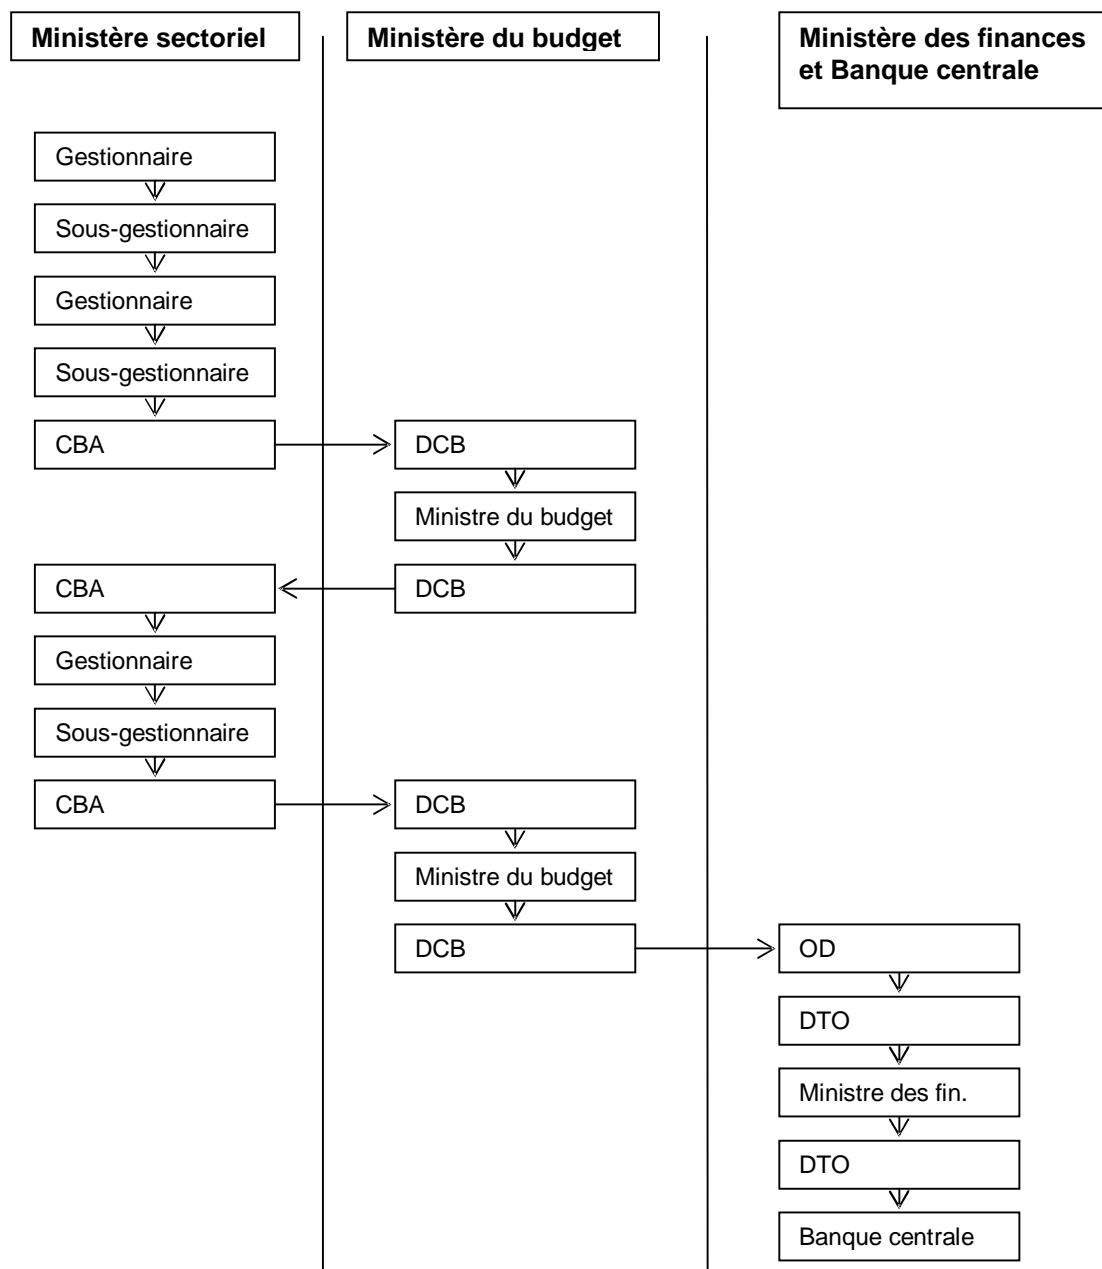 Ministère sectoriel
Ministère du budget
Ministère des finances
et Banque centrale
Gestionnaire
Sous-gestionnaire
Gestionnaire
Sous-gestionnaire
CBA
DCB
Ministre du budget
CBA
DCB
Gestionnaire
Sous-gestionnaire
CBA
DCB
Ministre du budget
DCB
OD
DTO
Ministre des fin.
DTO
Banque centrale